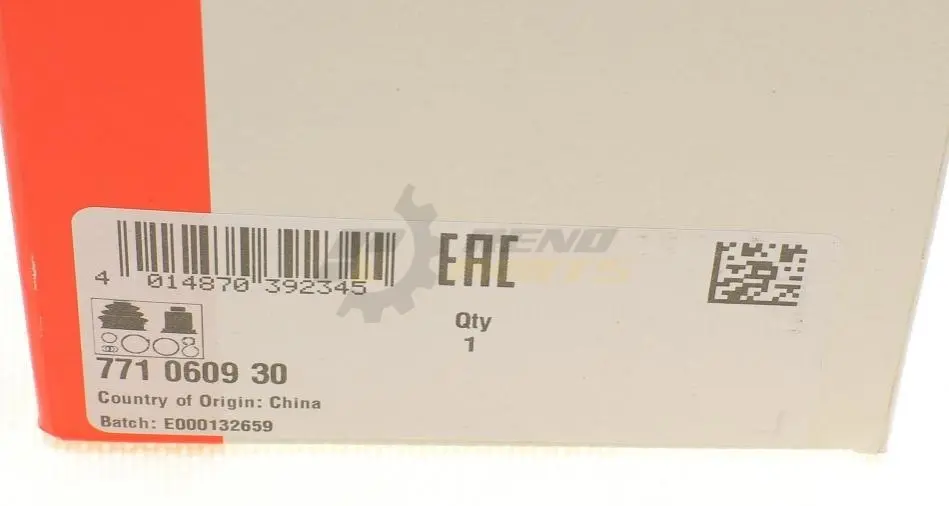 4 014870 392345
EAC
Qty
1
771 0609 30
Country of Origin: China
Batch: E000132659